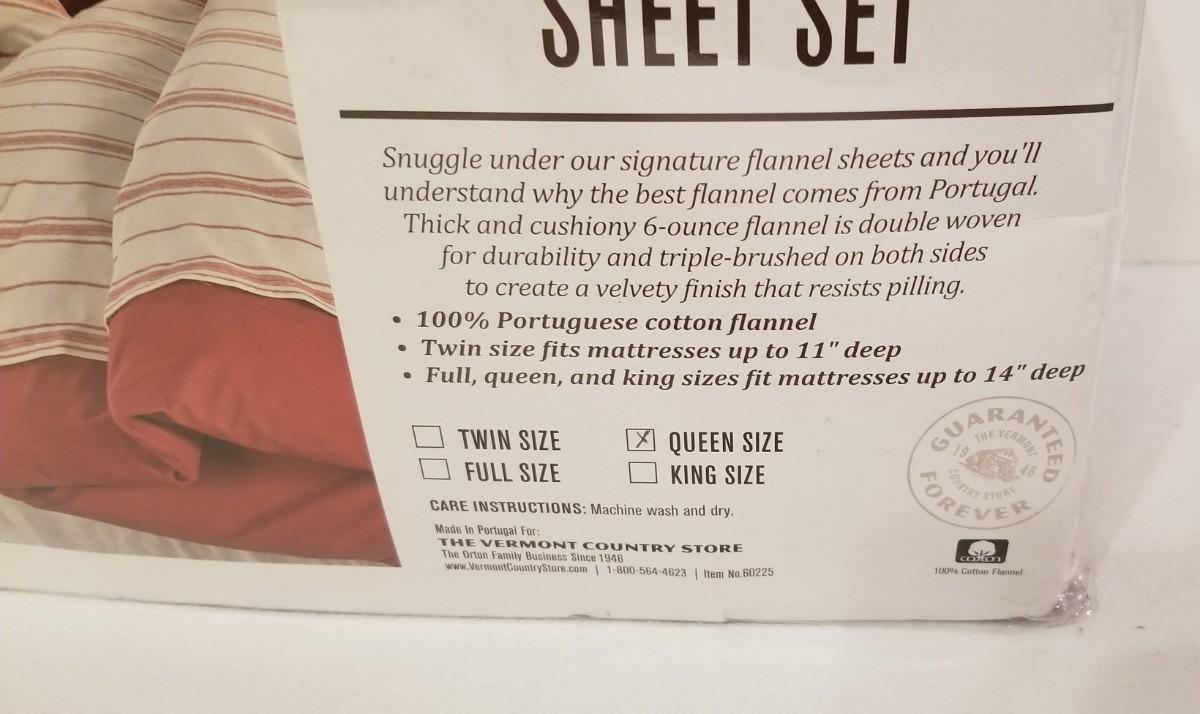 SHEET SET
Snuggle under our signature flannel sheets and you'll
understand why the best flannel comes from Portugal.
Thick and cushiony 6-ounce flannel is double woven
for durability and triple-brushed on both sides
to create a velvety finish that resists pilling.
• 100% Portuguese cotton flannel
• Twin size fits mattresses up to 11" deep
• Full, queen, and king sizes fit mattresses up to 14" deep
TWIN SIZE
QUEEN SIZE
FULL SIZE
KING SIZE
GUARANTEED
THE VERMONT
1946
COUNTRY STORE
FOREVER
CARE INSTRUCTIONS: Machine wash and dry.
Made In Portugal For:
THE VERMONT COUNTRY STORE
The Orton Family Business Since 1946
www.VermontCountryStore.com | 1-800-564-4623 | Item No.60225
COTTON
100% Cotton Flannel